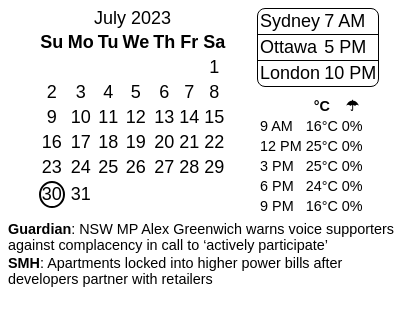 July 2023
Su Mo Tu We Th Fr Sa
1
2 3 4 5 6 7 8
9 10 11 12 13 14 15
16 17 18 19 20 21 22
23 24 25 26 27 28 29
30 31
Sydney 7 AM
Ottawa 5 PM
London 10 PM
°C ☂
9 AM 16°C 0%
12 PM 25°C 0%
3 PM 25°C 0%
6 PM 24°C 0%
9 PM 16°C 0%
Guardian: NSW MP Alex Greenwich warns voice supporters
against complacency in call to ‘actively participate’
SMH: Apartments locked into higher power bills after
developers partner with retailers